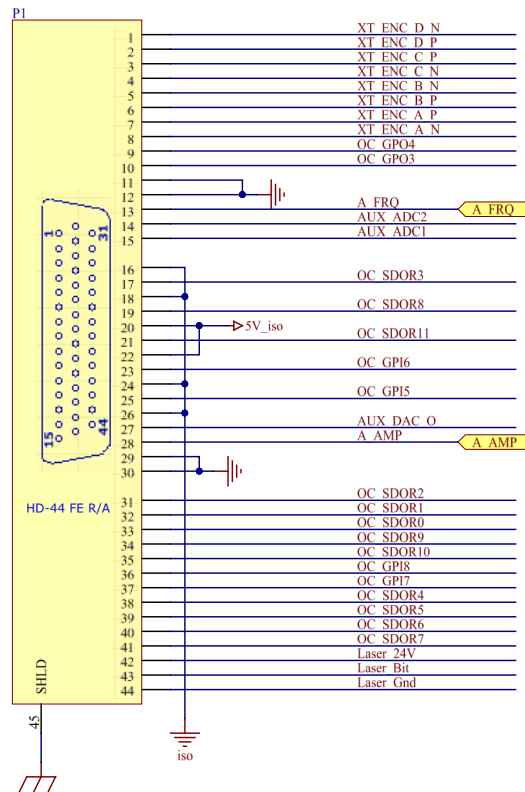 P1
1 XT_ENC_D_N
2 XT_ENC_D_P
3 XT_ENC_C_P
4 XT_ENC_C_N
5 XT_ENC_B_N
6 XT_ENC_B_P
7 XT_ENC_A_P
8 XT_ENC_A_N
9 OC_GPO4
10 OC_GPO3
11
12
13 A_FRQ A_FRQ
14 AUX_ADC2
15 AUX_ADC1
16
17 OC_SDOR3
18
19 OC_SDOR8
20 5V_iso
21 OC_SDOR11
22
23 OC_GPI6
24
25 OC_GPI5
26
27 AUX_DAC_O
28 A_AMP A_AMP
29
30
31 OC_SDOR2
32 OC_SDOR1
33 OC_SDOR0
34 OC_SDOR9
35 OC_SDOR10
36 OC_GPI8
37 OC_GPI7
38 OC_SDOR4
39 OC_SDOR5
40 OC_SDOR6
41 OC_SDOR7
42 Laser_24V
43 Laser_Bit
44 Laser_Gnd
1
31
15
44
HD-44 FE R/A
SHLD
45
iso